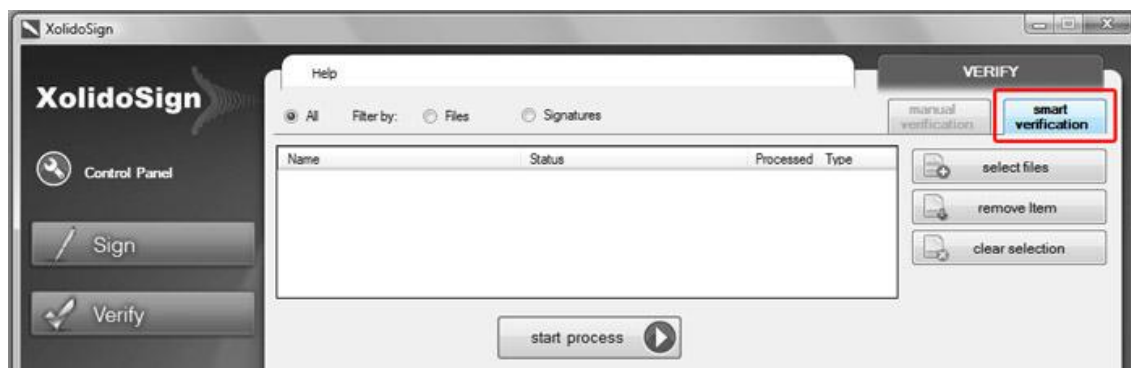 XolidoSign
Help
VERIFY
XolidoSign
All Filter by: Files Signatures
manual verification
smart verification
Control Panel
Name Status Processed Type
select files
remove Item
clear selection
Sign
Verify
start process